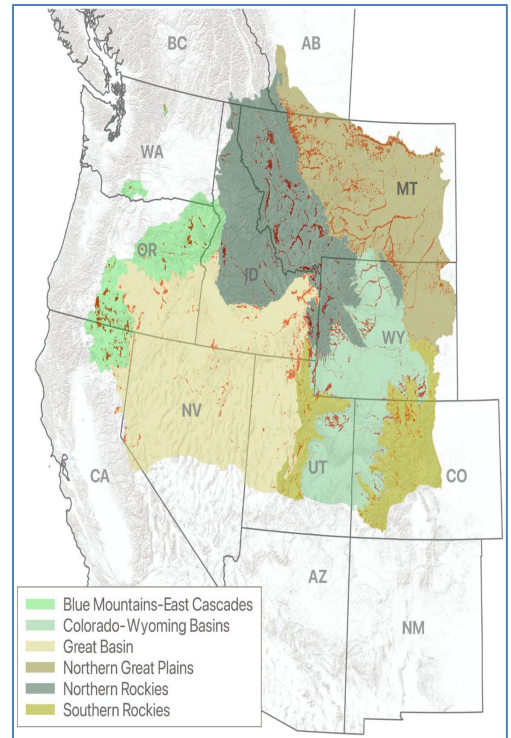 BC
AB
WA
MT
OR
ID
WY
NV
UT
CO
CA
AZ
NM
Blue Mountains-East Cascades
Colorado-Wyoming Basins
Great Basin
Northern Great Plains
Northern Rockies
Southern Rockies